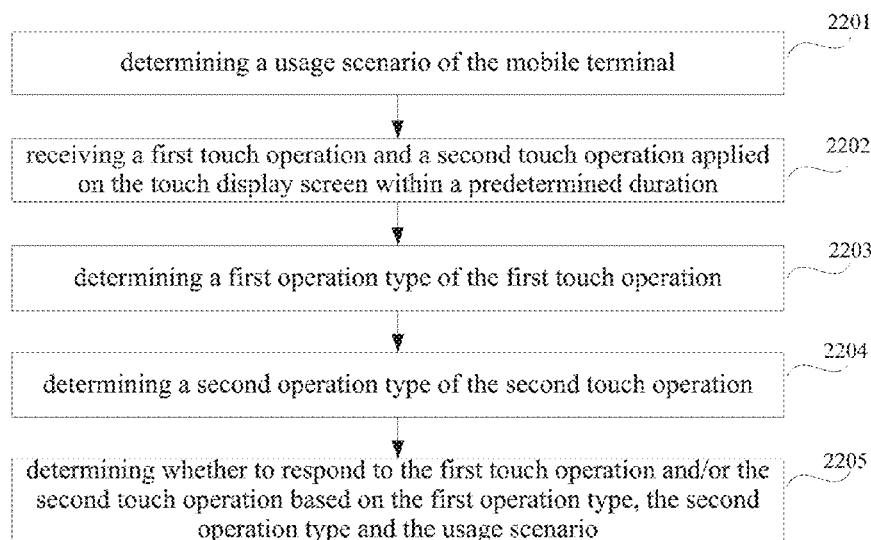 2201
determining a usage scenario of the mobile terminal
2202
receiving a first touch operation and a second touch operation applied
on the touch display screen within a predetermined duration
2203
determining a first operation type of the first touch operation
2204
determining a second operation type of the second touch operation
2205
determining whether to respond to the first touch operation and/or the
second touch operation based on the first operation type, the second
operation type and the usage scenario